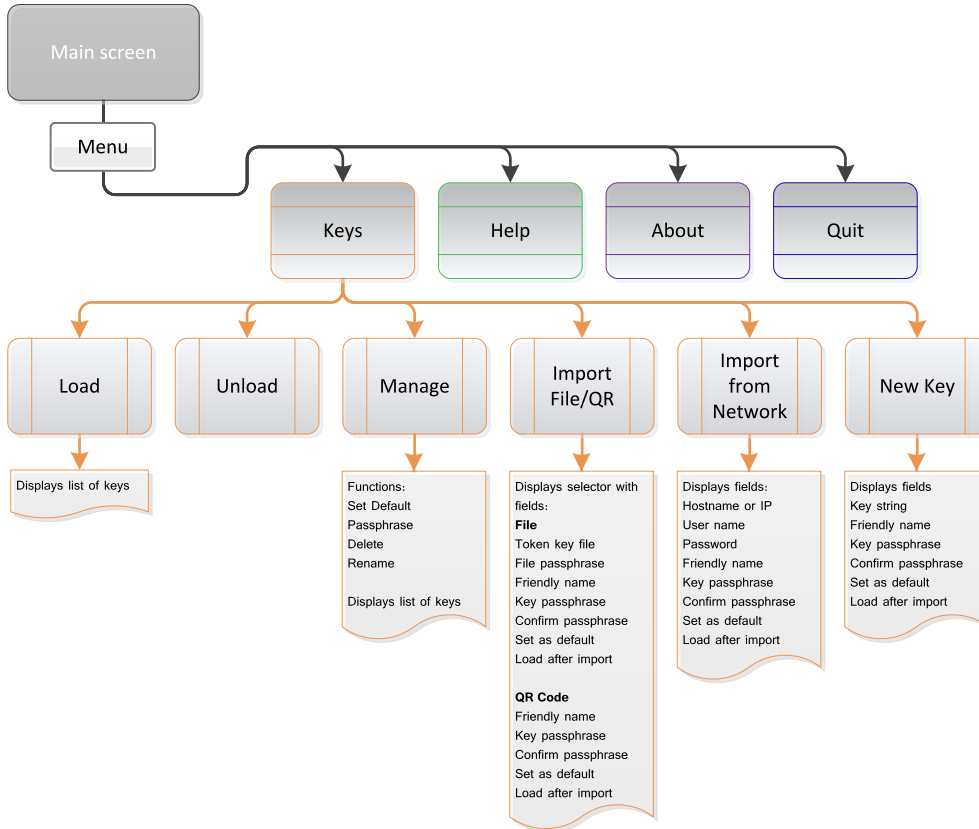 Main screen
Menu
Keys
Help
About
Quit
Load
Unload
Manage
Import
File/QR
Import
from
Network
New Key
Displays list of keys
Functions:
Set Default
Passphrase
Delete
Rename
Displays list of keys
Displays selector with
fields:
File
Token key file
File passphrase
Friendly name
Key passphrase
Confirm passphrase
Set as default
Load after import
QR Code
Friendly name
Key passphrase
Confirm passphrase
Set as default
Load after import
Displays fields:
Hostname or IP
User name
Password
Friendly name
Key passphrase
Confirm passphrase
Set as default
Load after import
Displays fields
Key string
Friendly name
Key passphrase
Confirm passphrase
Set as default
Load after import